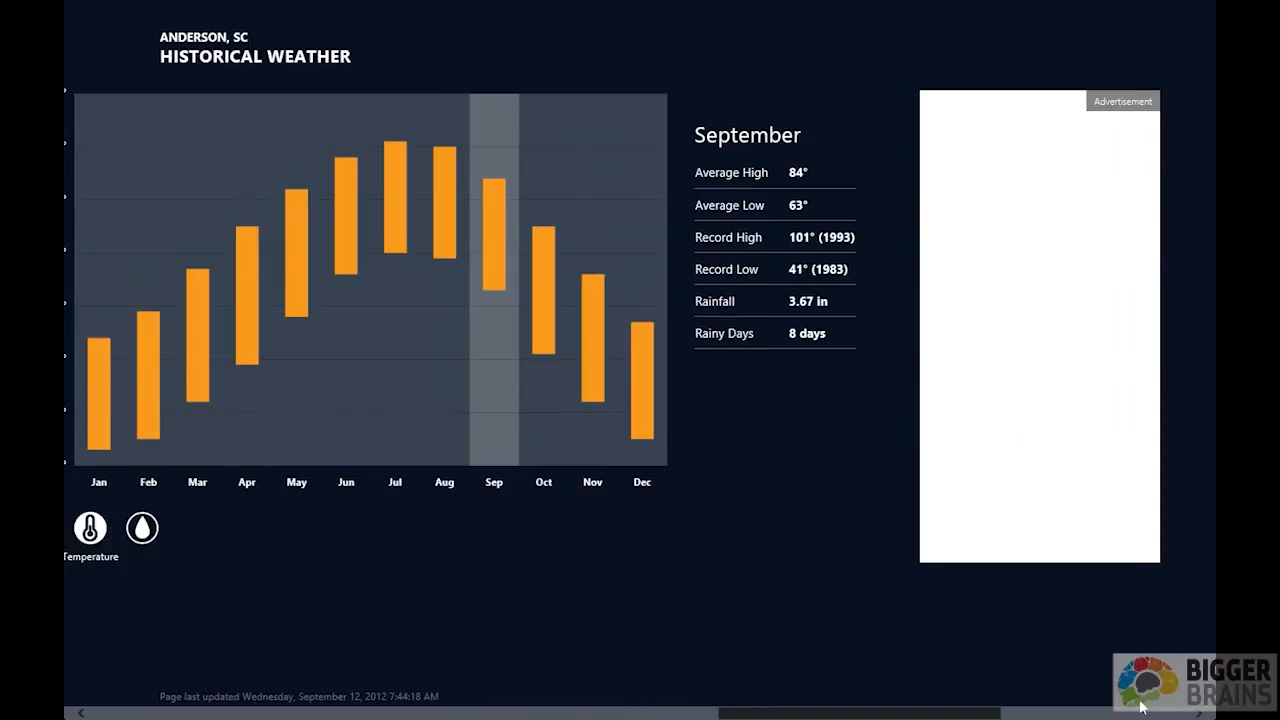 ANDERSON, SC
HISTORICAL WEATHER
Advertisement
September
Average High 84°
Average Low 63°
Record High 101° (1993)
Record Low 41° (1983)
Rainfall 3.67 in
Rainy Days 8 days
Jan Feb Mar Apr May Jun Jul Aug Sep Oct Nov Dec
Temperature
BIGGER
BRAINS
Page last updated Wednesday, September 12, 2012 7:44:18 AM